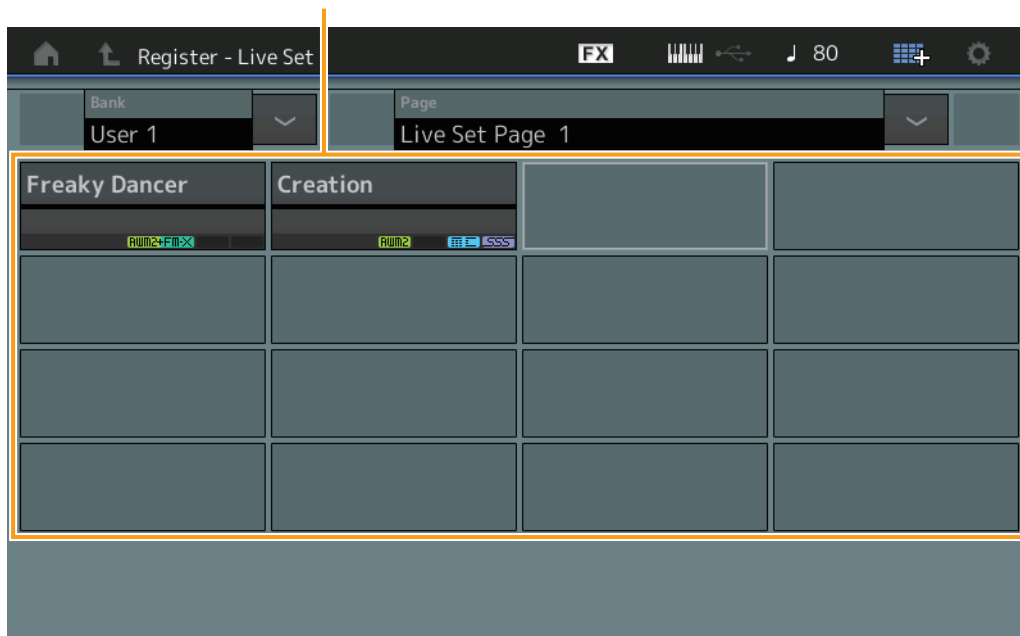 Register - Live Set
FX
80
Bank
User 1
Page
Live Set Page 1
Freaky Dancer
AWM2+FM-X
Creation
AWM2
SSS